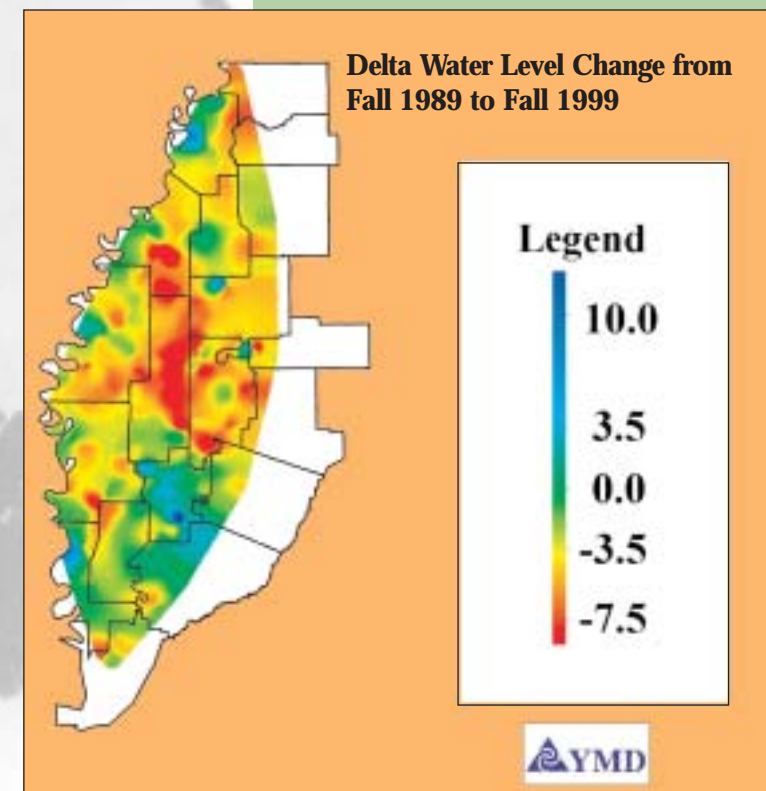 Delta Water Level Change from
Fall 1989 to Fall 1999
Legend
10.0
3.5
0.0
-3.5
-7.5
YMD